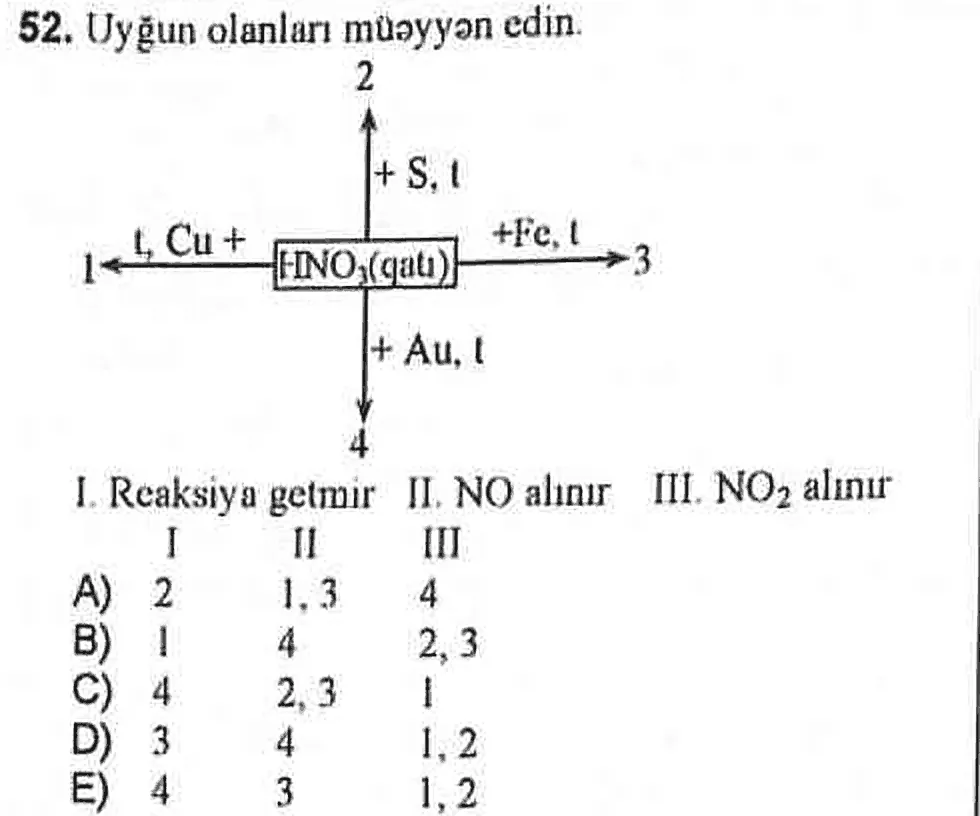 52. Uyğun olanları müəyyən edin.
2
+ S, t
t, Cu +
+Fe, t
1
HNO₃(qatı)
3
+ Au, t
4
I. Reaksiya getmir II. NO alınır III. NO₂ alınır
I II III
A) 2 1, 3 4
B) 1 4 2, 3
C) 4 2, 3 1
D) 3 4 1, 2
E) 4 3 1, 2